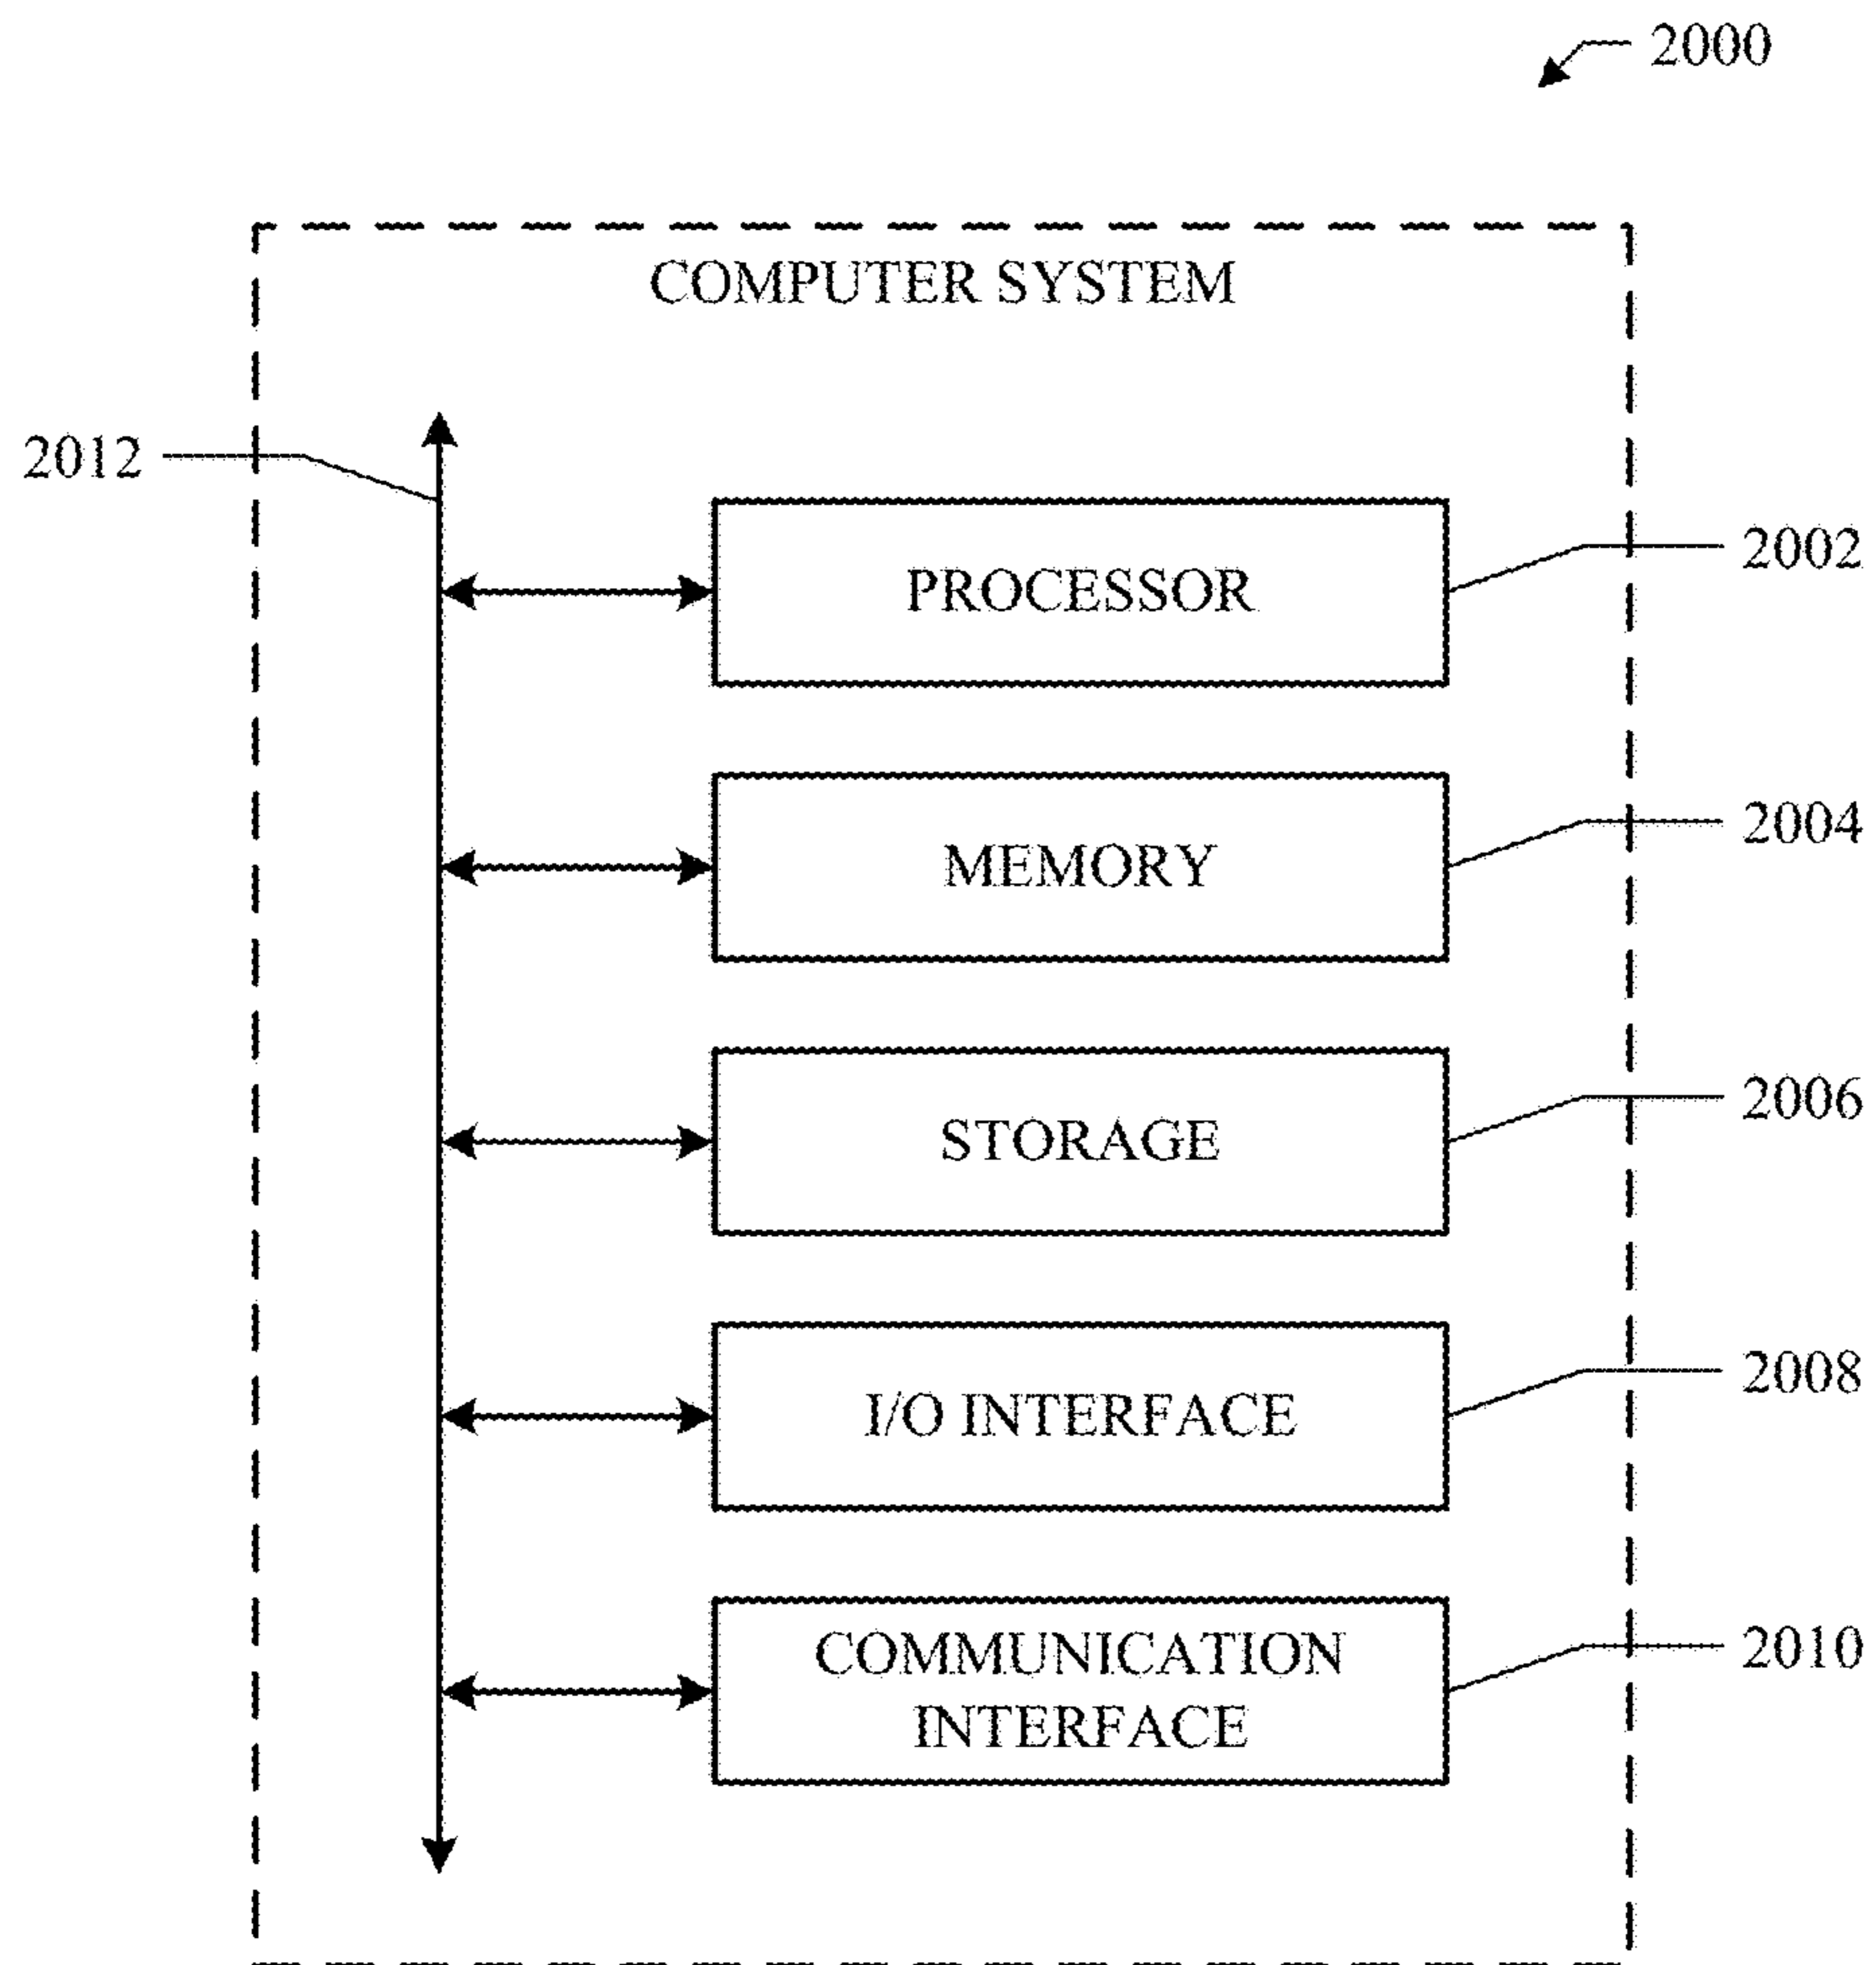 2000
COMPUTER SYSTEM
2012
PROCESSOR
2002
MEMORY
2004
STORAGE
2006
I/O INTERFACE
2008
COMMUNICATION
INTERFACE
2010